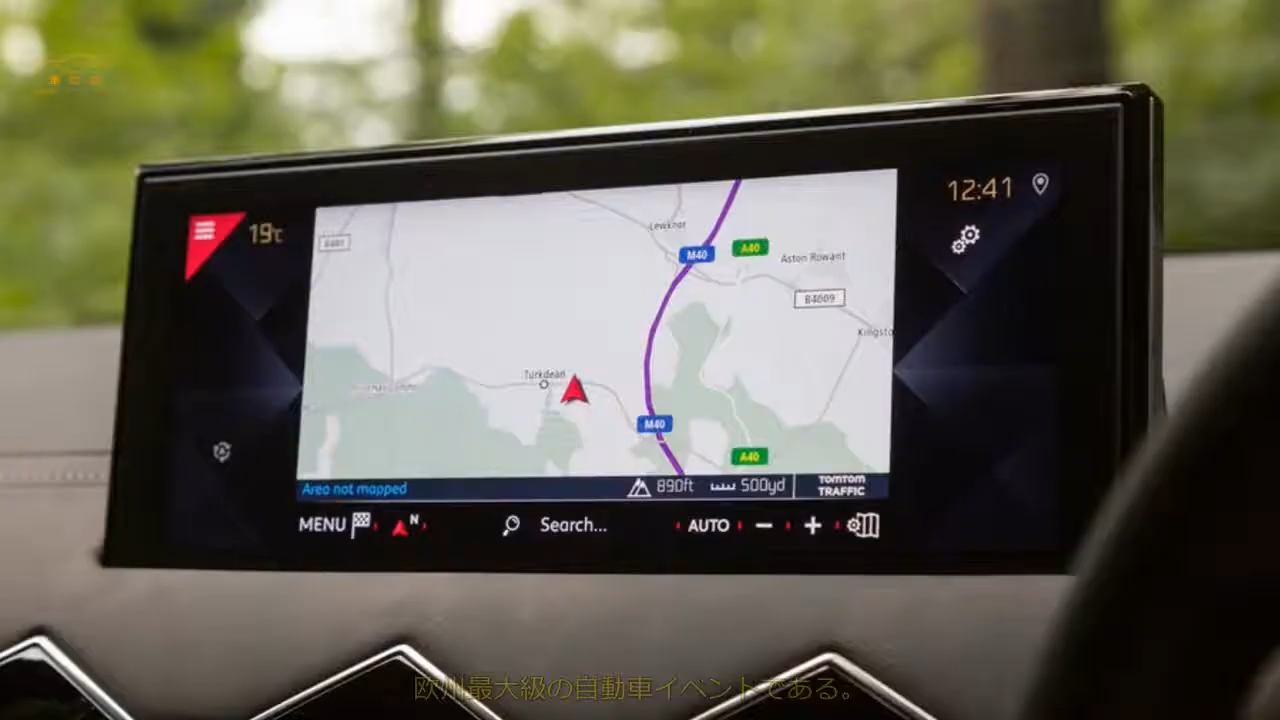 12:41
19℃
Lewknor
M40
A40
Aston Rowant
B4009
Kingsto
Turkdean
M40
A40
Area not mapped
890ft
500yd
TOMTOM
TRAFFIC
MENU
N
Search...
AUTO
− +
欧州最大級の自動車イベントである。